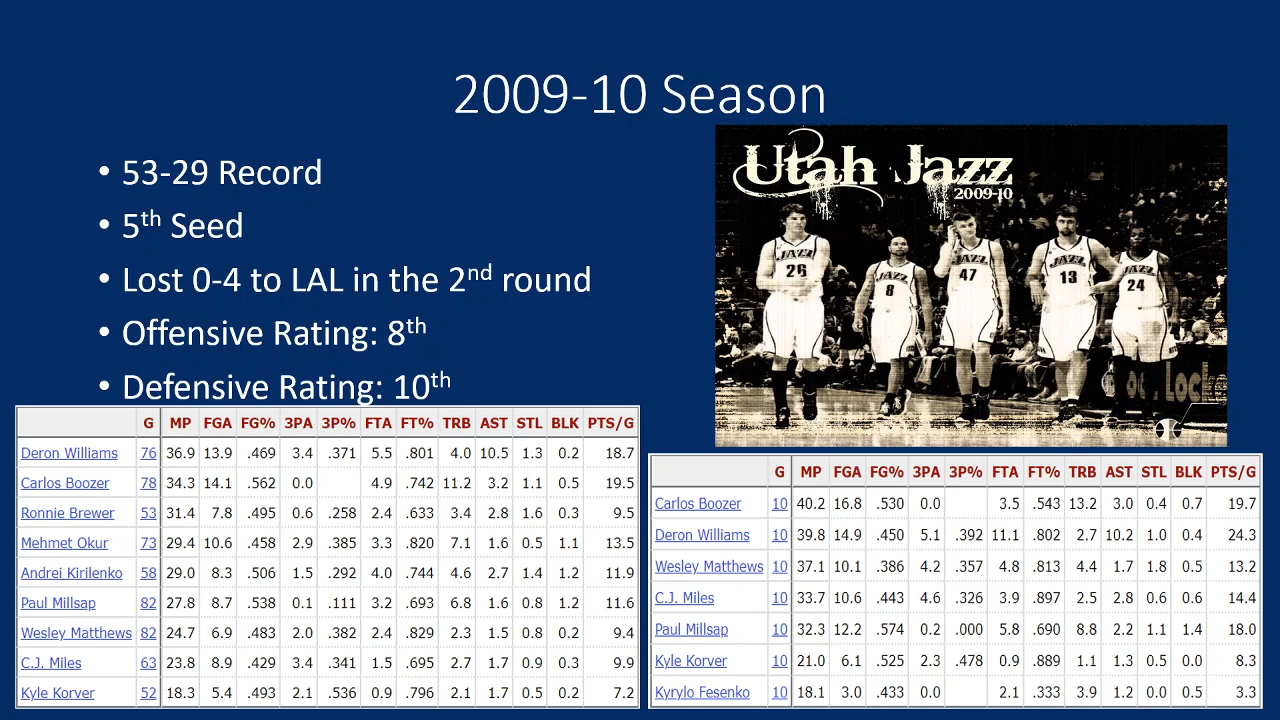 2009-10 Season
• 53-29 Record
• 5th Seed
• Lost 0-4 to LAL in the 2nd round
• Offensive Rating: 8th
• Defensive Rating: 10th
Utah Jazz
2009-10
JAZZ
26
JAZZ
8
JAZZ
47
JAZZ
13
JAZZ
24
G MP FGA FG% 3PA 3P% FTA FT% TRB AST STL BLK PTS/G
Deron Williams 76 36.9 13.9 .469 3.4 .371 5.5 .801 4.0 10.5 1.3 0.2 18.7
Carlos Boozer 78 34.3 14.1 .562 0.0 4.9 .742 11.2 3.2 1.1 0.5 19.5
Ronnie Brewer 53 31.4 7.8 .495 0.6 .258 2.4 .633 3.4 2.8 1.6 0.3 9.5
Mehmet Okur 73 29.4 10.6 .458 2.9 .385 3.3 .820 7.1 1.6 0.5 1.1 13.5
Andrei Kirilenko 58 29.0 8.3 .506 1.5 .292 4.0 .744 4.6 2.7 1.4 1.2 11.9
Paul Millsap 82 27.8 8.7 .538 0.1 .111 3.2 .693 6.8 1.6 0.8 1.2 11.6
Wesley Matthews 82 24.7 6.9 .483 2.0 .382 2.4 .829 2.3 1.5 0.8 0.2 9.4
C.J. Miles 63 23.8 8.9 .429 3.4 .341 1.5 .695 2.7 1.7 0.9 0.3 9.9
Kyle Korver 52 18.3 5.4 .493 2.1 .536 0.9 .796 2.1 1.7 0.5 0.2 7.2
G MP FGA FG% 3PA 3P% FTA FT% TRB AST STL BLK PTS/G
Carlos Boozer 10 40.2 16.8 .530 0.0 3.5 .543 13.2 3.0 0.4 0.7 19.7
Deron Williams 10 39.8 14.9 .450 5.1 .392 11.1 .802 2.7 10.2 1.0 0.4 24.3
Wesley Matthews 10 37.1 10.1 .386 4.2 .357 4.8 .813 4.4 1.7 1.8 0.5 13.2
C.J. Miles 10 33.7 10.6 .443 4.6 .326 3.9 .897 2.5 2.8 0.6 0.6 14.4
Paul Millsap 10 32.3 12.2 .574 0.2 .000 5.8 .690 8.8 2.2 1.1 1.4 18.0
Kyle Korver 10 21.0 6.1 .525 2.3 .478 0.9 .889 1.1 1.3 0.5 0.0 8.3
Kyrylo Fesenko 10 18.1 3.0 .433 0.0 2.1 .333 3.9 1.2 0.0 0.5 3.3